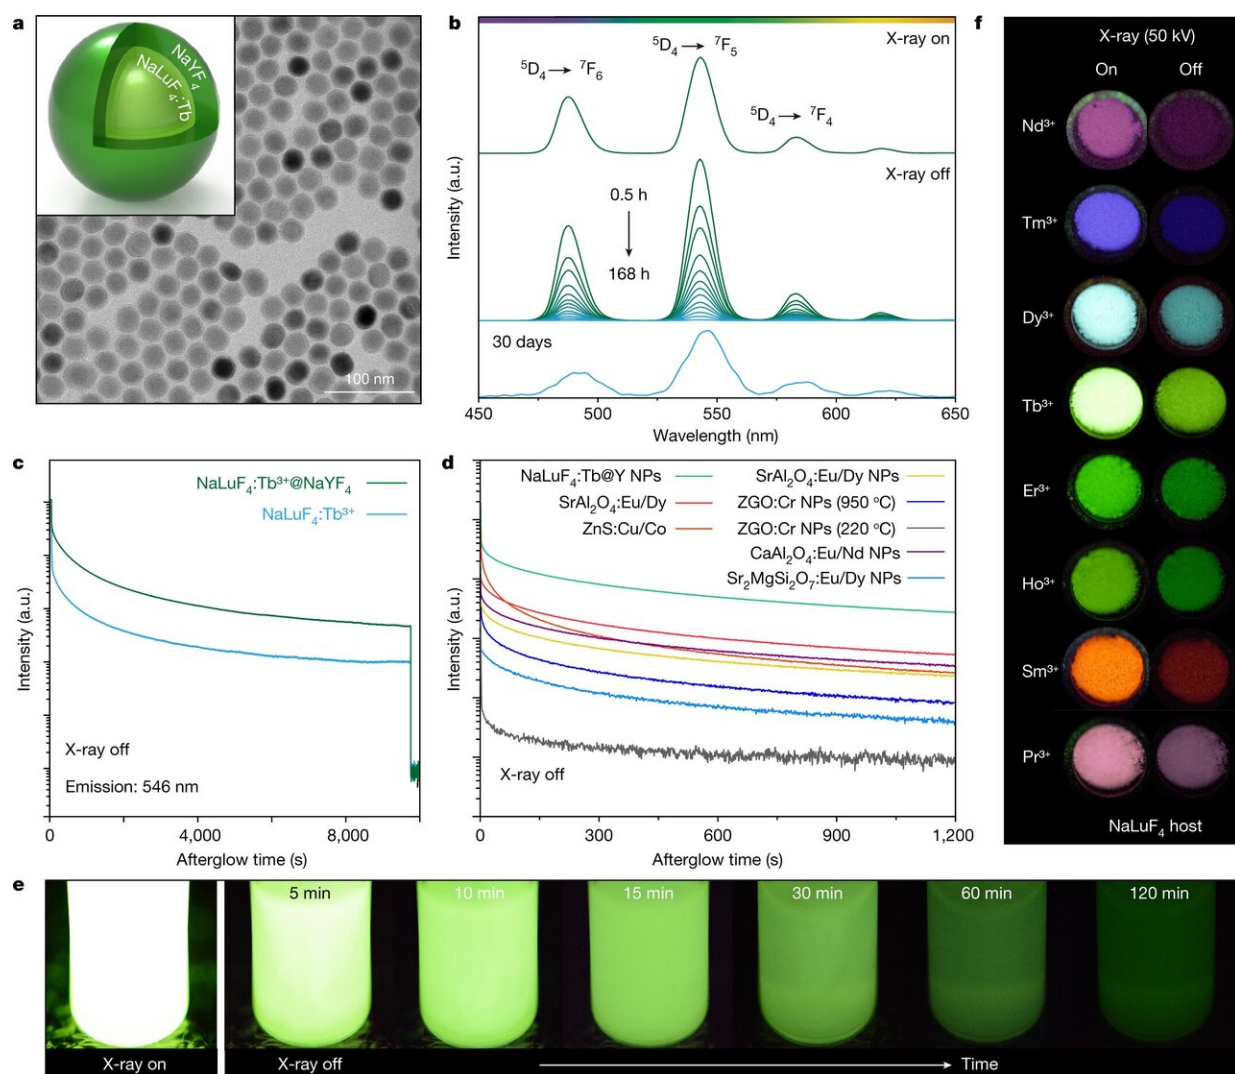 a
NaYF₄
NaLuF₄:Tb
100 nm
b
X-ray on
⁵D₄ → ⁷F₆
⁵D₄ → ⁷F₅
⁵D₄ → ⁷F₄
X-ray off
0.5 h
168 h
30 days
Intensity (a.u.)
450 500 550 600 650
Wavelength (nm)
c
NaLuF₄:Tb³⁺@NaYF₄
NaLuF₄:Tb³⁺
Intensity (a.u.)
X-ray off
Emission: 546 nm
0 4,000 8,000
Afterglow time (s)
d
NaLuF₄:Tb@Y NPs
SrAl₂O₄:Eu/Dy
ZnS:Cu/Co
SrAl₂O₄:Eu/Dy NPs
ZGO:Cr NPs (950 °C)
ZGO:Cr NPs (220 °C)
CaAl₂O₄:Eu/Nd NPs
Sr₂MgSi₂O₇:Eu/Dy NPs
Intensity (a.u.)
X-ray off
0 300 600 900 1,200
Afterglow time (s)
e
5 min 10 min 15 min 30 min 60 min 120 min
X-ray on X-ray off Time
f
X-ray (50 kV)
On Off
Nd³⁺
Tm³⁺
Dy³⁺
Tb³⁺
Er³⁺
Ho³⁺
Sm³⁺
Pr³⁺
NaLuF₄ host